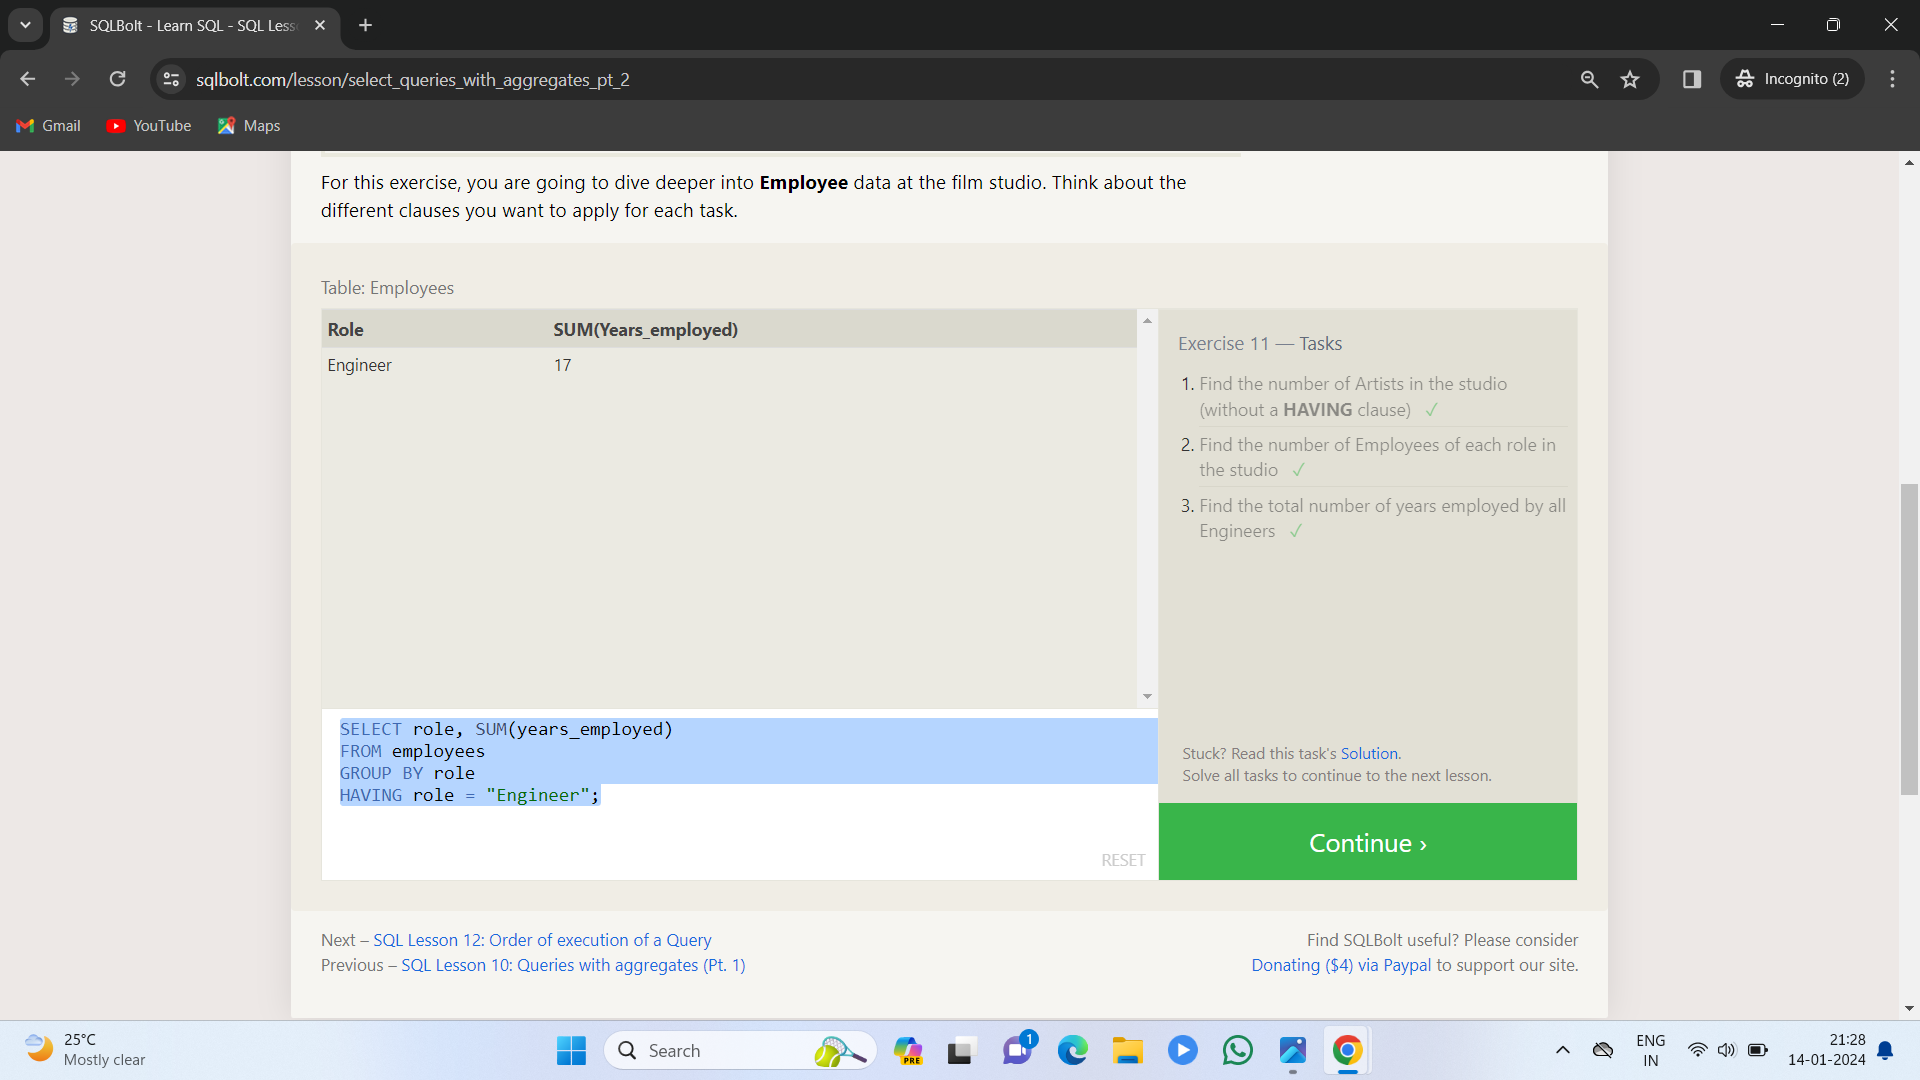 SQLBolt - Learn SQL - SQL Less
sqlbolt.com/lesson/select_queries_with_aggregates_pt_2
Incognito (2)
Gmail
YouTube
Maps
For this exercise, you are going to dive deeper into Employee data at the film studio. Think about the
different clauses you want to apply for each task.
Table: Employees
Role SUM(Years_employed)
Engineer 17
Exercise 11 — Tasks
1. Find the number of Artists in the studio
(without a HAVING clause) ✓
2. Find the number of Employees of each role in
the studio ✓
3. Find the total number of years employed by all
Engineers ✓
SELECT role, SUM(years_employed)
FROM employees
GROUP BY role
HAVING role = "Engineer";
RESET
Stuck? Read this task's Solution.
Solve all tasks to continue to the next lesson.
Continue ›
Next – SQL Lesson 12: Order of execution of a Query
Previous – SQL Lesson 10: Queries with aggregates (Pt. 1)
Find SQLBolt useful? Please consider
Donating ($4) via Paypal to support our site.
25°C
Mostly clear
Search
PRE
1
ENG
IN
21:28
14-01-2024